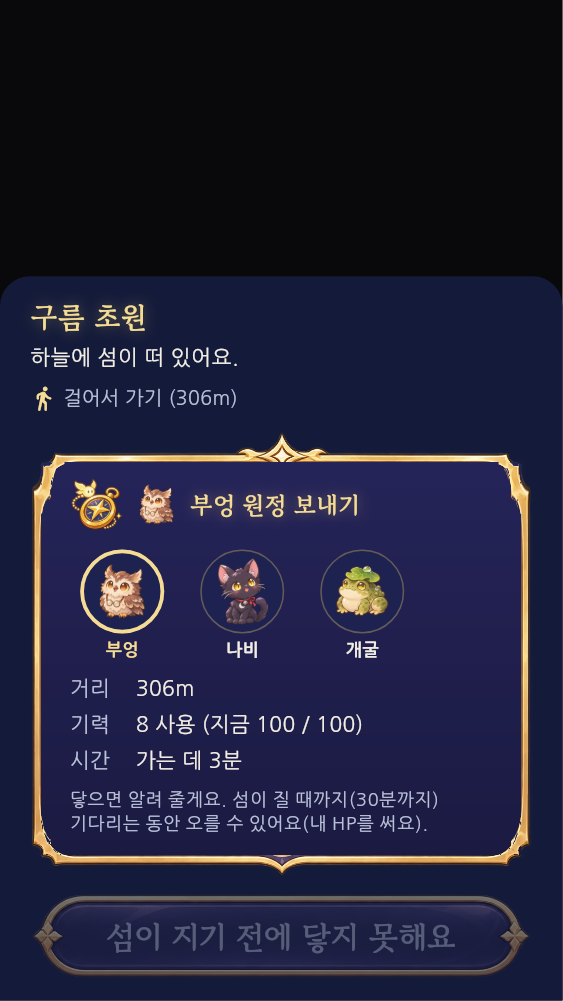 구름 초원
하늘에 섬이 떠 있어요.
걸어서 가기 (306m)
부엉 원정 보내기
부엉 나비 개굴
거리 306m
기력 8 사용 (지금 100 / 100)
시간 가는 데 3분
닿으면 알려 줄게요. 섬이 질 때까지(30분까지)
기다리는 동안 오를 수 있어요(내 HP를 써요).
섬이 지기 전에 닿지 못해요